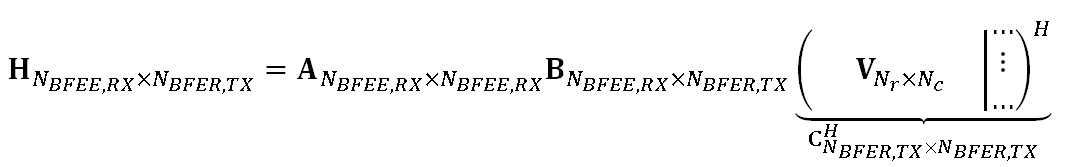 H_{N_{BFEE,RX}×N_{BFER,TX}} = A_{N_{BFEE,RX}×N_{BFEE,RX}} B_{N_{BFEE,RX}×N_{BFER,TX}} ( V_{N_r×N_c} | ⋯ ⋮ ⋯ )^H
C^H_{N_{BFER,TX}×N_{BFER,TX}}